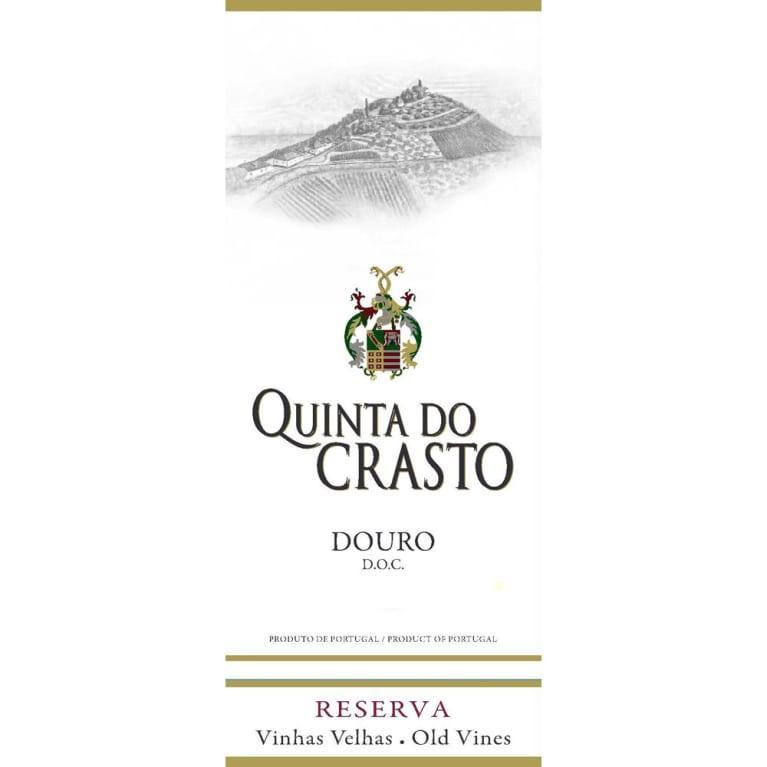 QUINTA DO
CRASTO
DOURO
D.O.C.
PRODUTO DE PORTUGAL / PRODUCT OF PORTUGAL
RESERVA
Vinhas Velhas . Old Vines